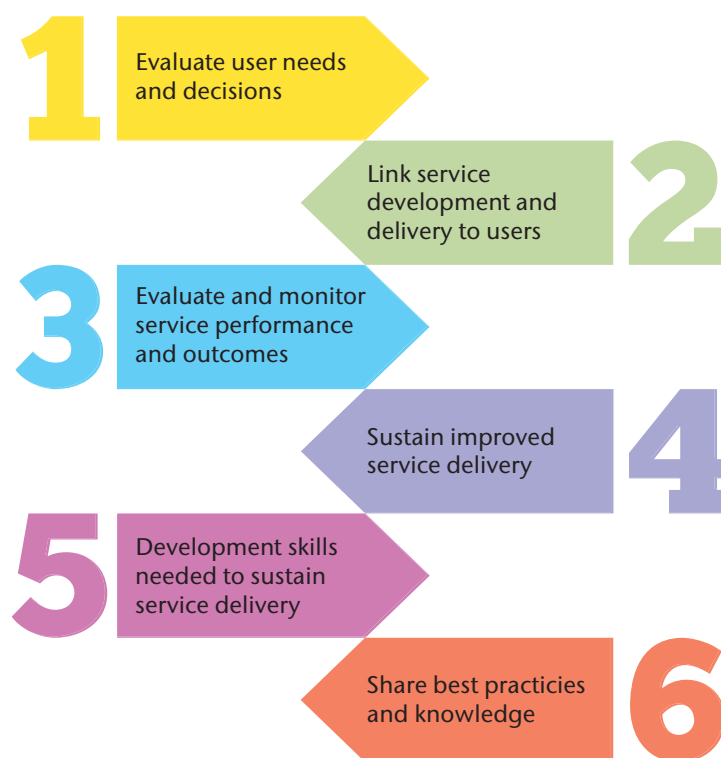 1
Evaluate user needs
and decisions
2
Link service
development and
delivery to users
3
Evaluate and monitor
service performance
and outcomes
4
Sustain improved
service delivery
5
Development skills
needed to sustain
service delivery
6
Share best practicies
and knowledge